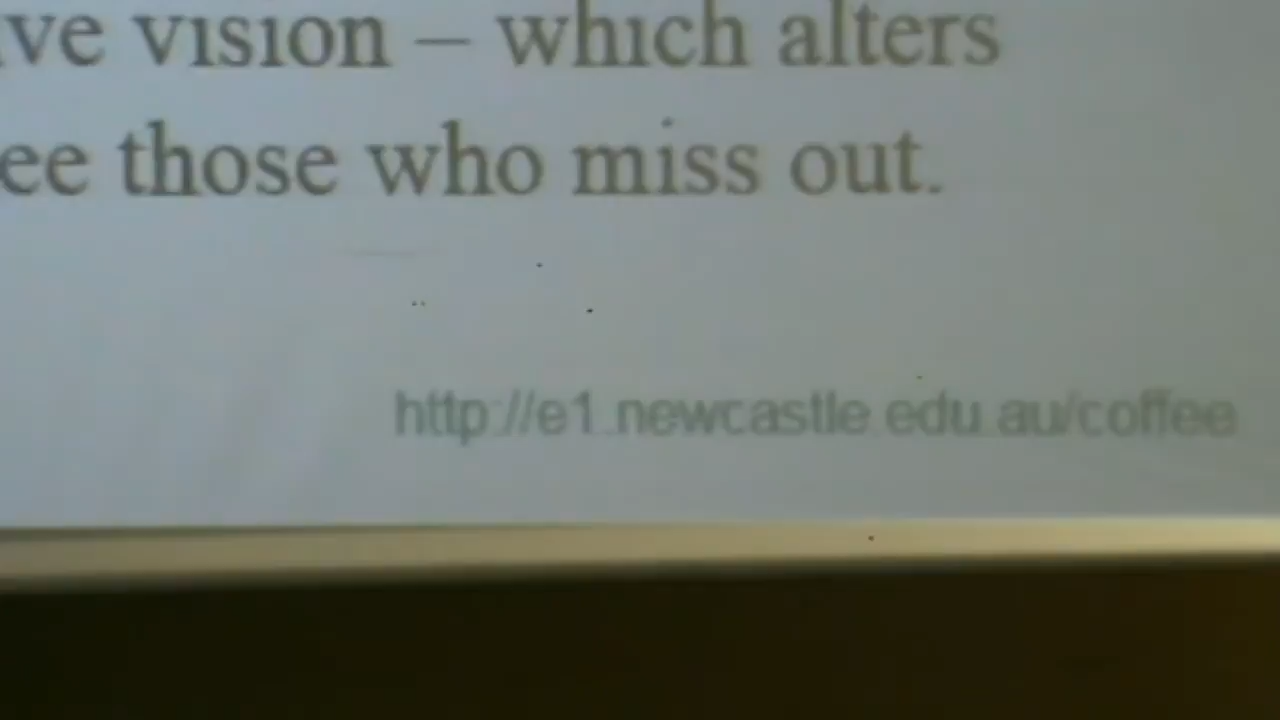 ve vision – which alters
ee those who miss out.
http://e1.newcastle.edu.au/coffee